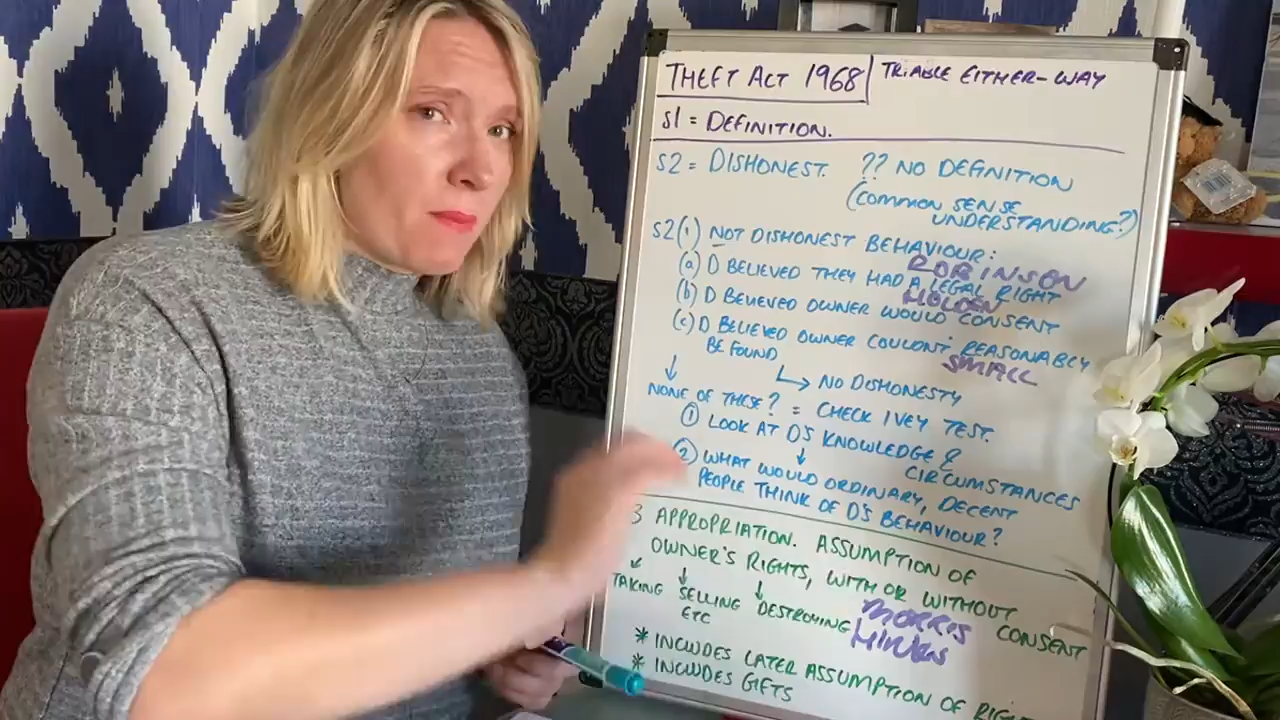 THEFT ACT 1968 TRIABLE EITHER-WAY
S1 = DEFINITION.
S2 = DISHONEST. ?? NO DEFINITION
(COMMON SENSE
UNDERSTANDING?)
S2(1) NOT DISHONEST BEHAVIOUR:
ROBINSON
(a) D BELIEVED THEY HAD A LEGAL RIGHT
HOLDEN
(b) D BELIEVED OWNER WOULD CONSENT
(c) D BELIEVED OWNER COULDN'T REASONABLY
BE FOUND
SMALL
↓ ↳ NO DISHONESTY
NONE OF THESE? = CHECK IVEY TEST.
① LOOK AT D'S KNOWLEDGE &
CIRCUMSTANCES
② WHAT WOULD ORDINARY, DECENT
PEOPLE THINK OF D'S BEHAVIOUR?
3 APPROPRIATION. ASSUMPTION OF
OWNER'S RIGHTS, WITH OR WITHOUT
CONSENT
TAKING SELLING DESTROYING MORRIS
ETC HINKS
* INCLUDES LATER ASSUMPTION OF
* INCLUDES GIFTS